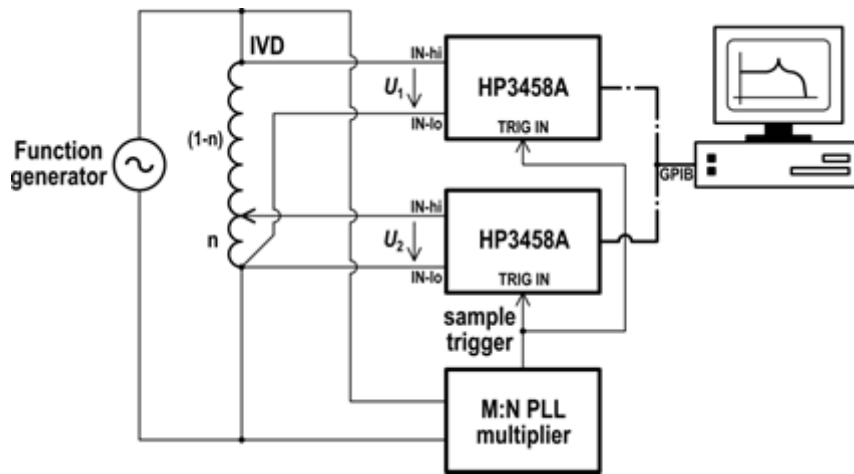 IVD
IN-hi
U1
IN-lo
HP3458A
TRIG IN
(1-n)
Function
generator
GPIB
n
IN-hi
U2
IN-lo
HP3458A
TRIG IN
sample
trigger
M:N PLL
multiplier